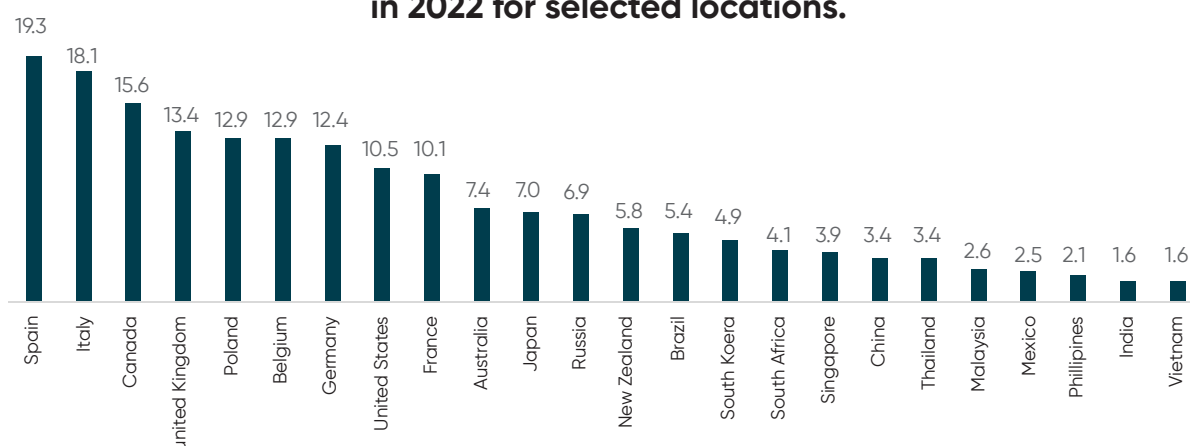 in 2022 for selected locations.
19.3
18.1
15.6
13.4
12.9
12.9
12.4
10.5
10.1
7.4
7.0
6.9
5.8
5.4
4.9
4.1
3.9
3.4
3.4
2.6
2.5
2.1
1.6
1.6
Spain
Italy
Canada
united Kingdom
Poland
Belgium
Germany
United States
France
Australia
Japan
Russia
New Zealand
Brazil
South Koera
South Africa
Singapore
China
Thailand
Malaysia
Mexico
Phillipines
India
Vietnam